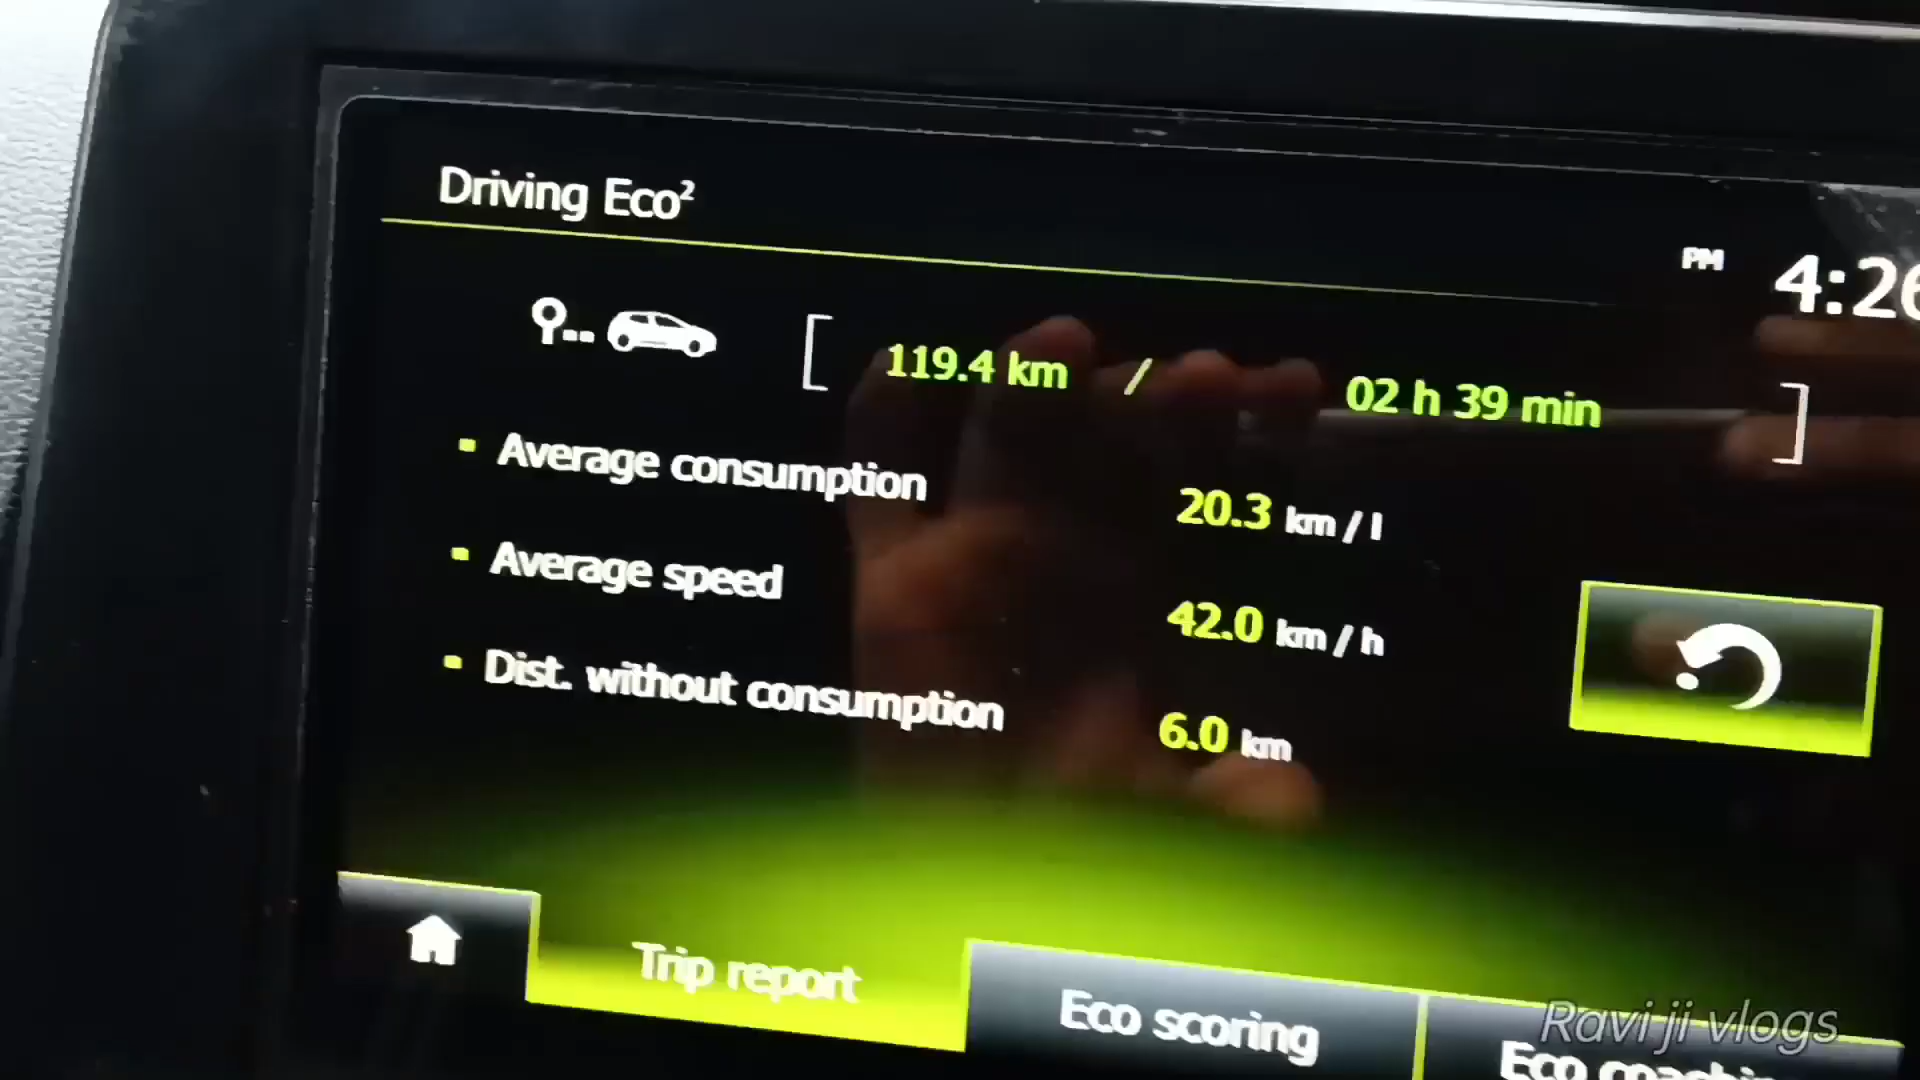 Driving Eco²
PM 4:26
119.4 km / 02 h 39 min
Average consumption 20.3 km / l
Average speed 42.0 km / h
Dist. without consumption 6.0 km
Trip report
Eco scoring
Eco
Ravi ji vlogs